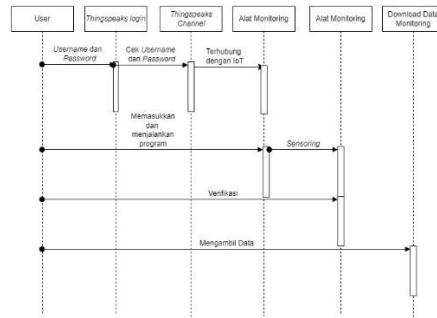 User
Thingspeaks login
Thingspeaks
Channel
Alat Monitoring
Alat Monitoring
Download Data
Monitoring
Username dan
Password
Cek Username
dan Password
Terhubung
dengan IoT
Memasukkan
dan
menjalankan
program
Sensoring
Verifikasi
Mengambil Data